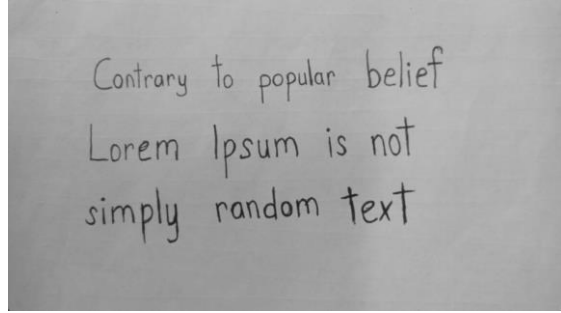 Contrary to popular belief
Lorem Ipsum is not
simply random text